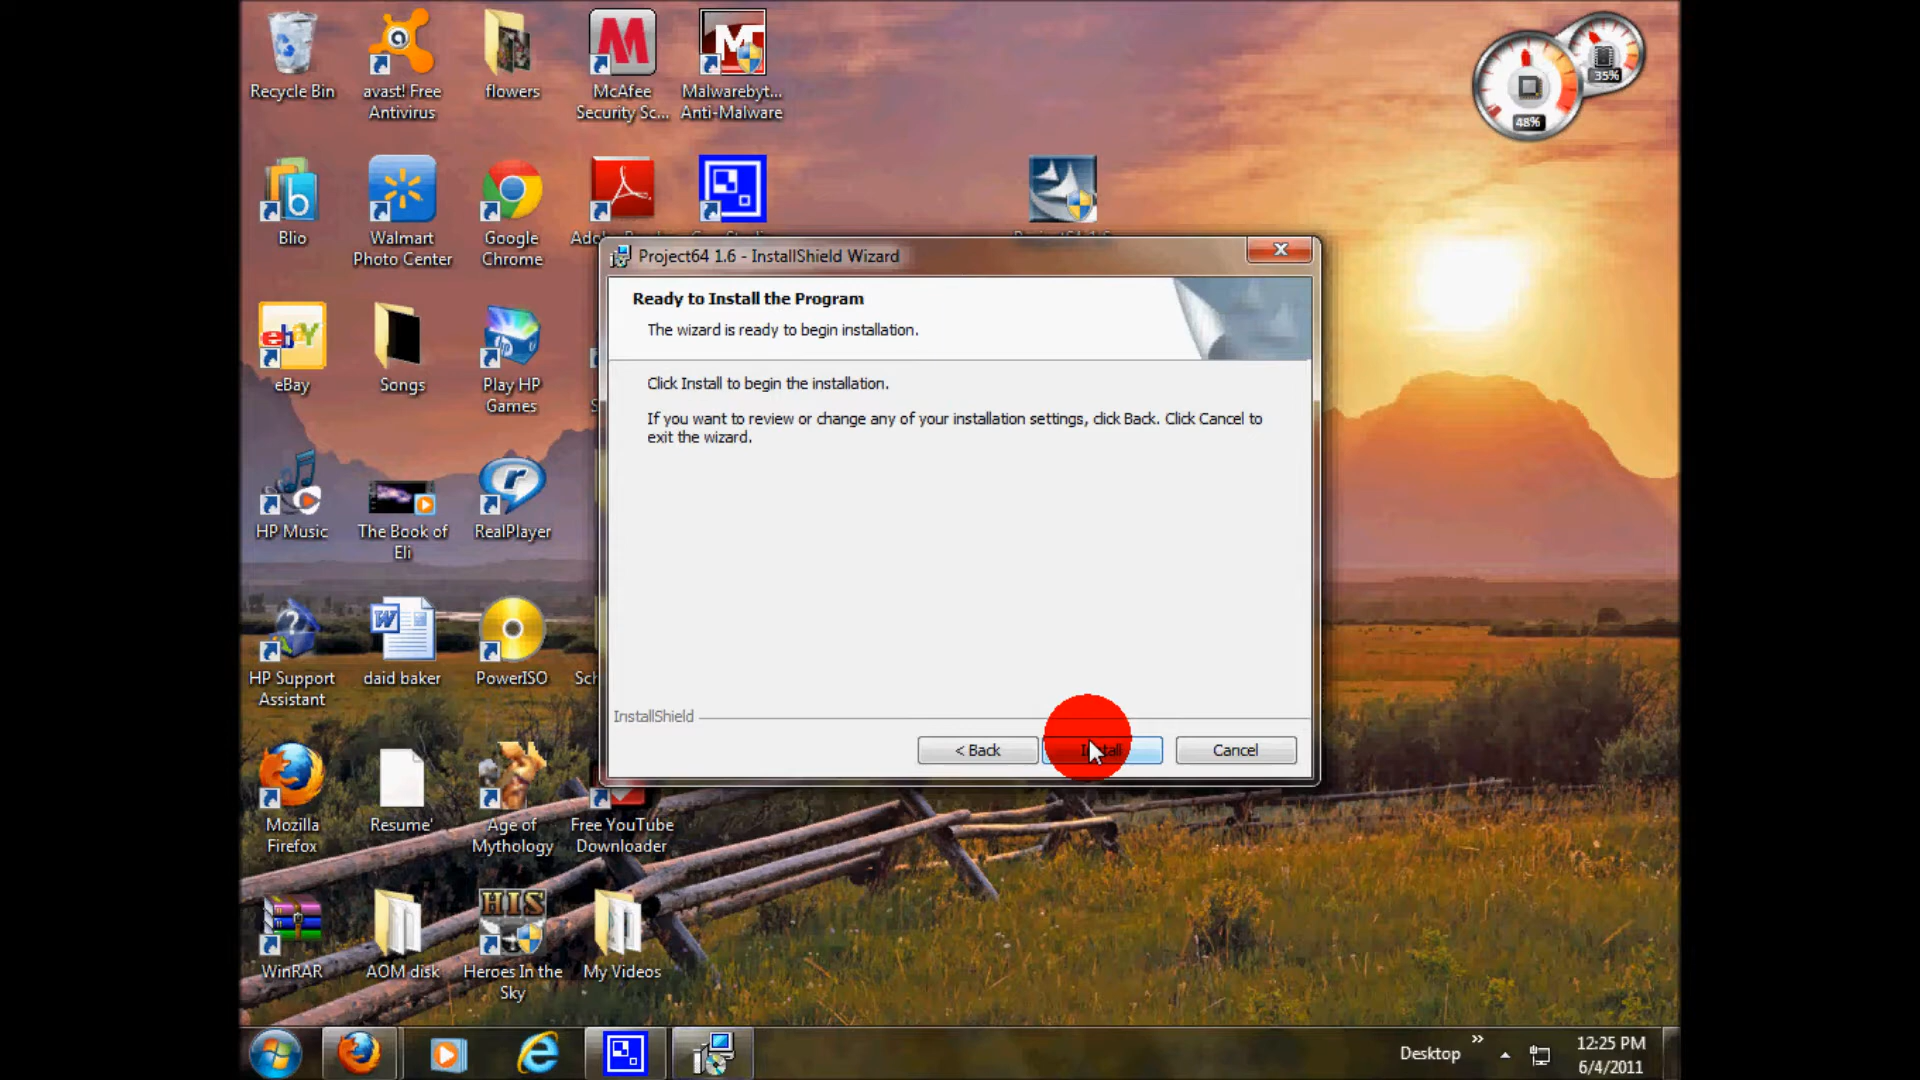 Recycle Bin
avast! Free
Antivirus
flowers
McAfee
Security Sc...
Malwarebyt...
Anti-Malware
48%
35%
Blio
Walmart
Photo Center
Google
Chrome
Project64 1.6 - InstallShield Wizard
Ready to Install the Program
The wizard is ready to begin installation.
Click Install to begin the installation.
If you want to review or change any of your installation settings, click Back. Click Cancel to
exit the wizard.
InstallShield
< Back
Install
Cancel
ebY
eBay
Songs
Play HP
Games
HP Music
The Book of
Eli
RealPlayer
HP Support
Assistant
daid baker
PowerISO
Sch
Mozilla
Firefox
Resume'
Age of
Mythology
Free YouTube
Downloader
WinRAR
AOM disk
HIS
Heroes In the
Sky
My Videos
Desktop
12:25 PM
6/4/2011